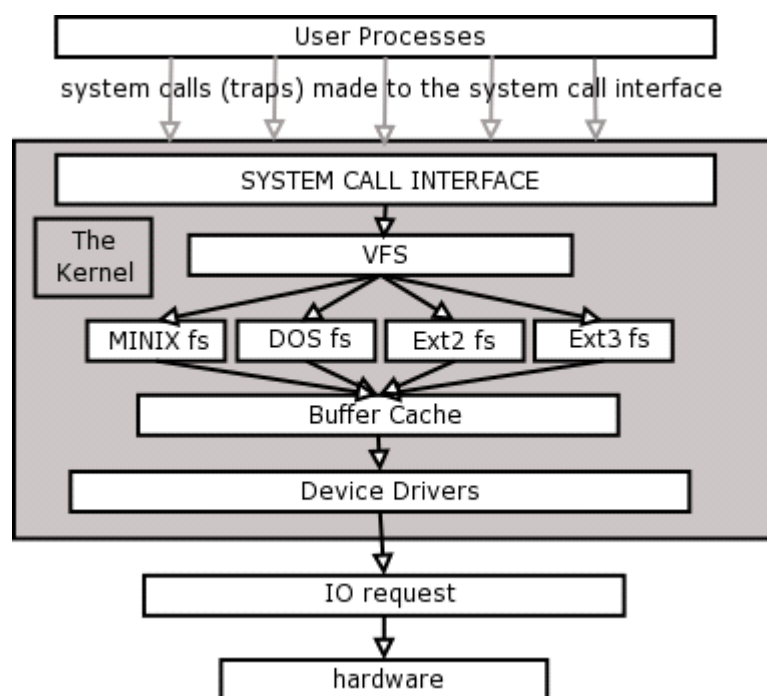 User Processes
system calls (traps) made to the system call interface
SYSTEM CALL INTERFACE
The
Kernel
VFS
MINIX fs
DOS fs
Ext2 fs
Ext3 fs
Buffer Cache
Device Drivers
IO request
hardware